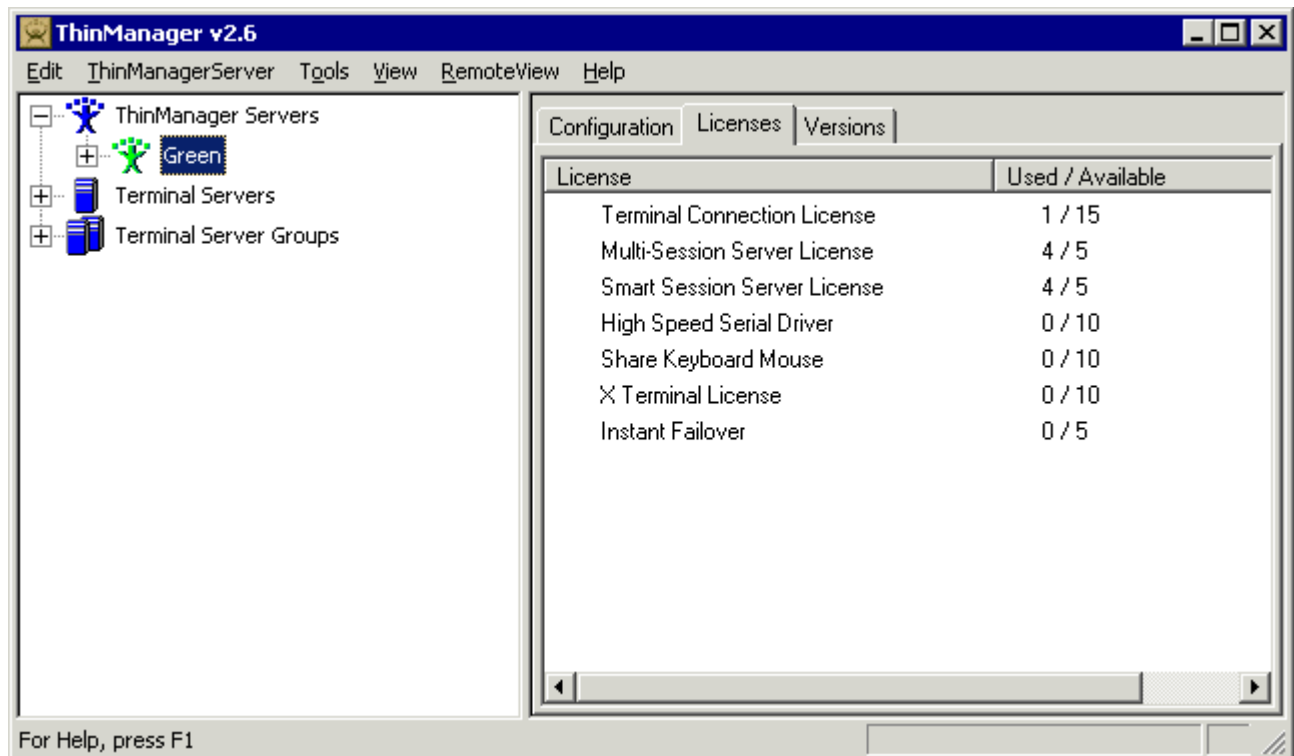 ThinManager v2.6
Edit ThinManagerServer Tools View RemoteView Help
ThinManager Servers
Green
Terminal Servers
Terminal Server Groups
Configuration Licenses Versions
License Used / Available
Terminal Connection License 1 / 15
Multi-Session Server License 4 / 5
Smart Session Server License 4 / 5
High Speed Serial Driver 0 / 10
Share Keyboard Mouse 0 / 10
X Terminal License 0 / 10
Instant Failover 0 / 5
For Help, press F1